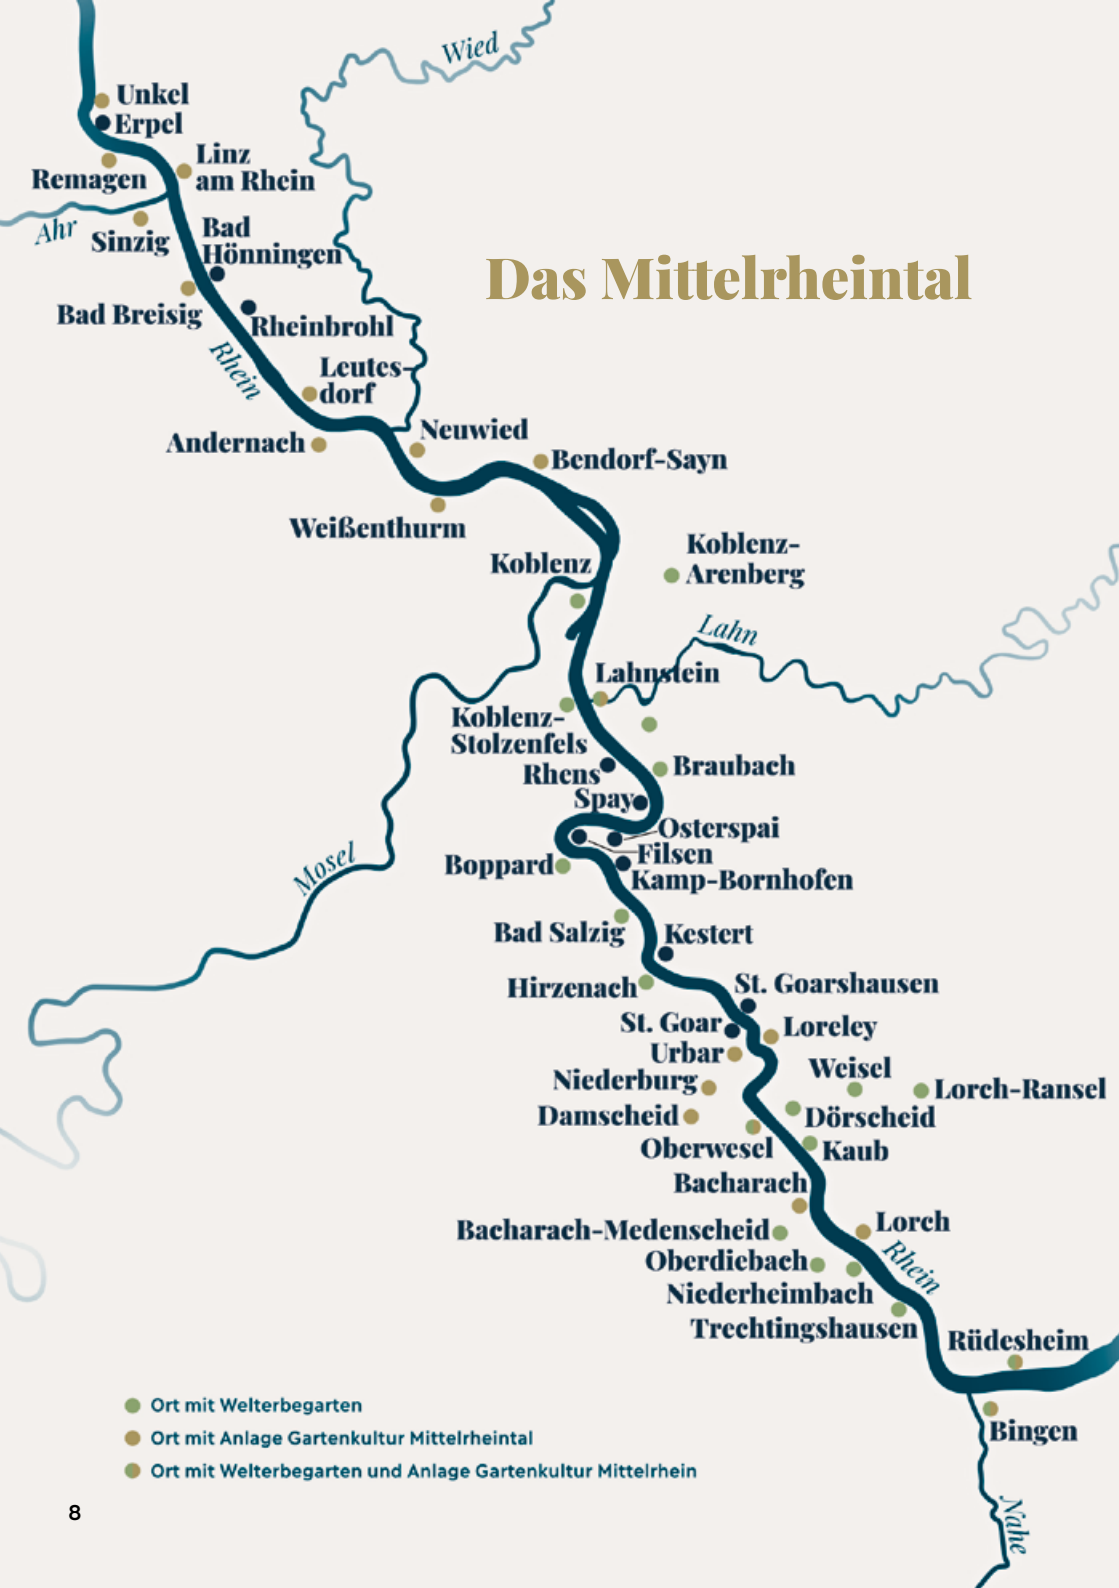 Wied
Unkel
Erpel
Linz
am Rhein
Remagen
Ahr
Sinzig
Bad
Hönningen
Das Mittelrheintal
Bad Breisig
Rheinbrohl
Rhein
Leutes-
dorf
Andernach
Neuwied
Bendorf-Sayn
Weißenthurm
Koblenz
Koblenz-
Arenberg
Lahn
Lahnstein
Koblenz-
Stolzenfels
Rhens
Braubach
Spay
Osterspai
Filsen
Mosel
Boppard
Kamp-Bornhofen
Bad Salzig
Kestert
Hirzenach
St. Goarshausen
St. Goar
Loreley
Urbar
Weisel
Niederburg
Lorch-Ransel
Damscheid
Dörscheid
Oberwesel
Kaub
Bacharach
Lorch
Bacharach-Medenscheid
Oberdiebach
Rhein
Niederheimbach
Trechtingshausen
Rüdesheim
Bingen
Nahe
Ort mit Welterbegarten
Ort mit Anlage Gartenkultur Mittelrheintal
Ort mit Welterbegarten und Anlage Gartenkultur Mittelrhein
8